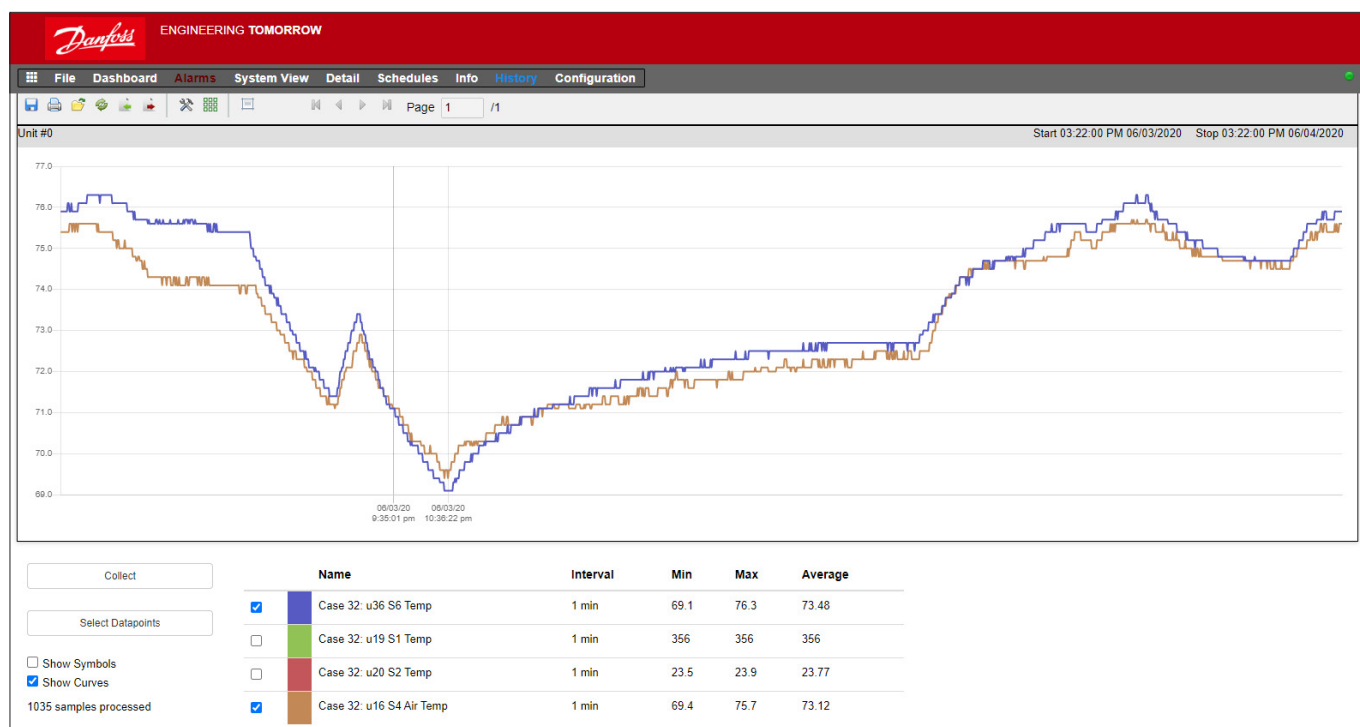 Danfoss
ENGINEERING TOMORROW
File Dashboard Alarms System View Detail Schedules Info History Configuration
Page 1 /1
Unit #0
Start 03:22:00 PM 06/03/2020 Stop 03:22:00 PM 06/04/2020
77.0
76.0
75.0
74.0
73.0
72.0
71.0
70.0
69.0
06/03/20 06/03/20
9:35:01 pm 10:36:22 pm
Collect
Select Datapoints
Show Symbols
Show Curves
1035 samples processed
Name Interval Min Max Average
Case 32: u36 S6 Temp 1 min 69.1 76.3 73.48
Case 32: u19 S1 Temp 1 min 356 356 356
Case 32: u20 S2 Temp 1 min 23.5 23.9 23.77
Case 32: u16 S4 Air Temp 1 min 69.4 75.7 73.12